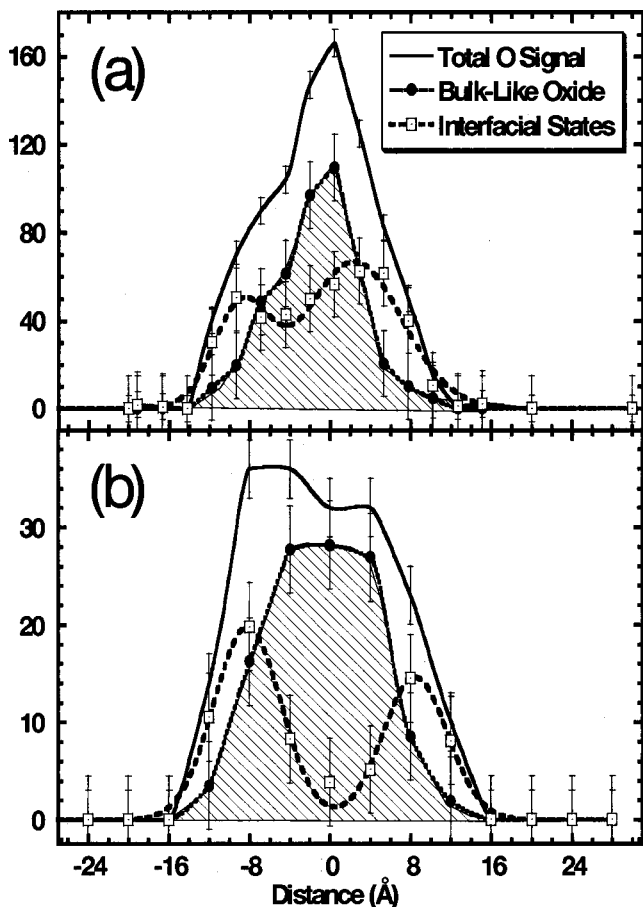 (a)
Total O Signal
Bulk-Like Oxide
Interfacial States
160
120
80
40
0
(b)
30
20
10
0
-24 -16 -8 0 8 16 24
Distance (Å)